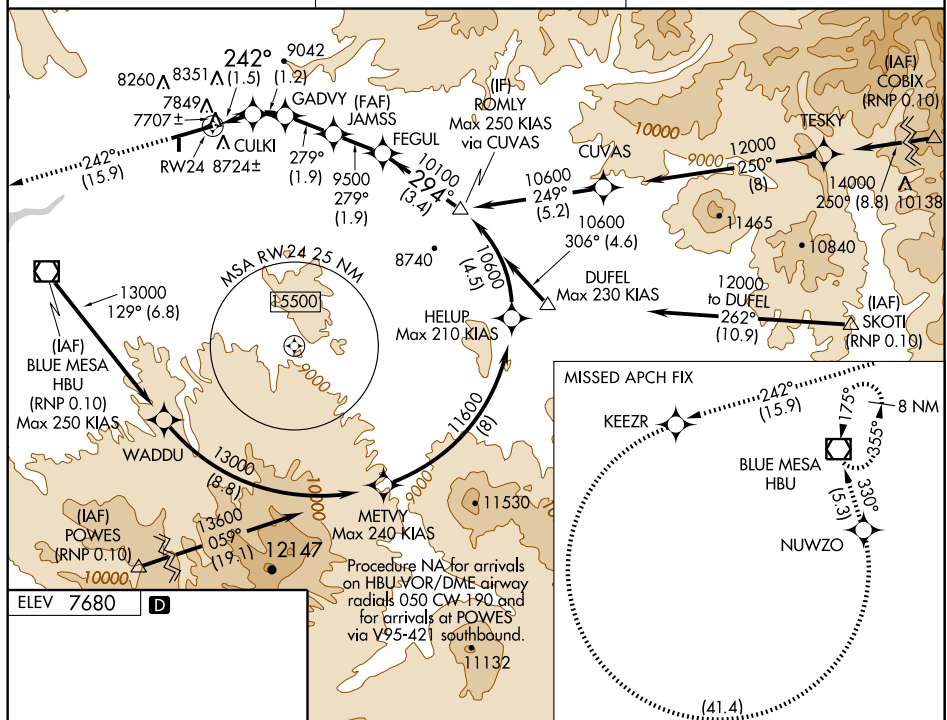 242°
9042
8260
8351
(1.5)
(1.2)
7849
7707±
GADVY
(FAF)
JAMSS
FEGUL
CULKI
RW24
8724±
242°
(15.9)
279°
(1.9)
9500
279°
(1.9)
10100
294°
(3.4)
(IF)
ROMLY
Max 250 KIAS
via CUVAS
CUVAS
10600
249°
(5.2)
10000
9000
12000
250°
(8)
TESKY
(IAF)
COBIX
(RNP 0.10)
14000
250° (8.8)
10138
11465
10840
10600
306° (4.6)
8740
10600
(4.5)
DUFEL
Max 230 KIAS
12000
to DUFEL
262°
(10.9)
(IAF)
SKOTI
(RNP 0.10)
HELUP
Max 210 KIAS
MSA RW24 25 NM
15500
9000
13000
129° (6.8)
(IAF)
BLUE MESA
HBU
(RNP 0.10)
Max 250 KIAS
WADDU
13000
(8.8)
11600
(8)
10000
9000
METVY
Max 240 KIAS
11530
(IAF)
POWES
(RNP 0.10)
13600
059°
(19.1)
10000
12147
Procedure NA for arrivals
on HBU VOR/DME airway
radials 050 CW 190 and
for arrivals at POWES
via V95-421 southbound.
11132
ELEV 7680 D
MISSED APCH FIX
242°
(15.9)
KEEZR
175°
355°
8 NM
BLUE MESA
HBU
330°
(5.3)
NUWZO
(41.4)